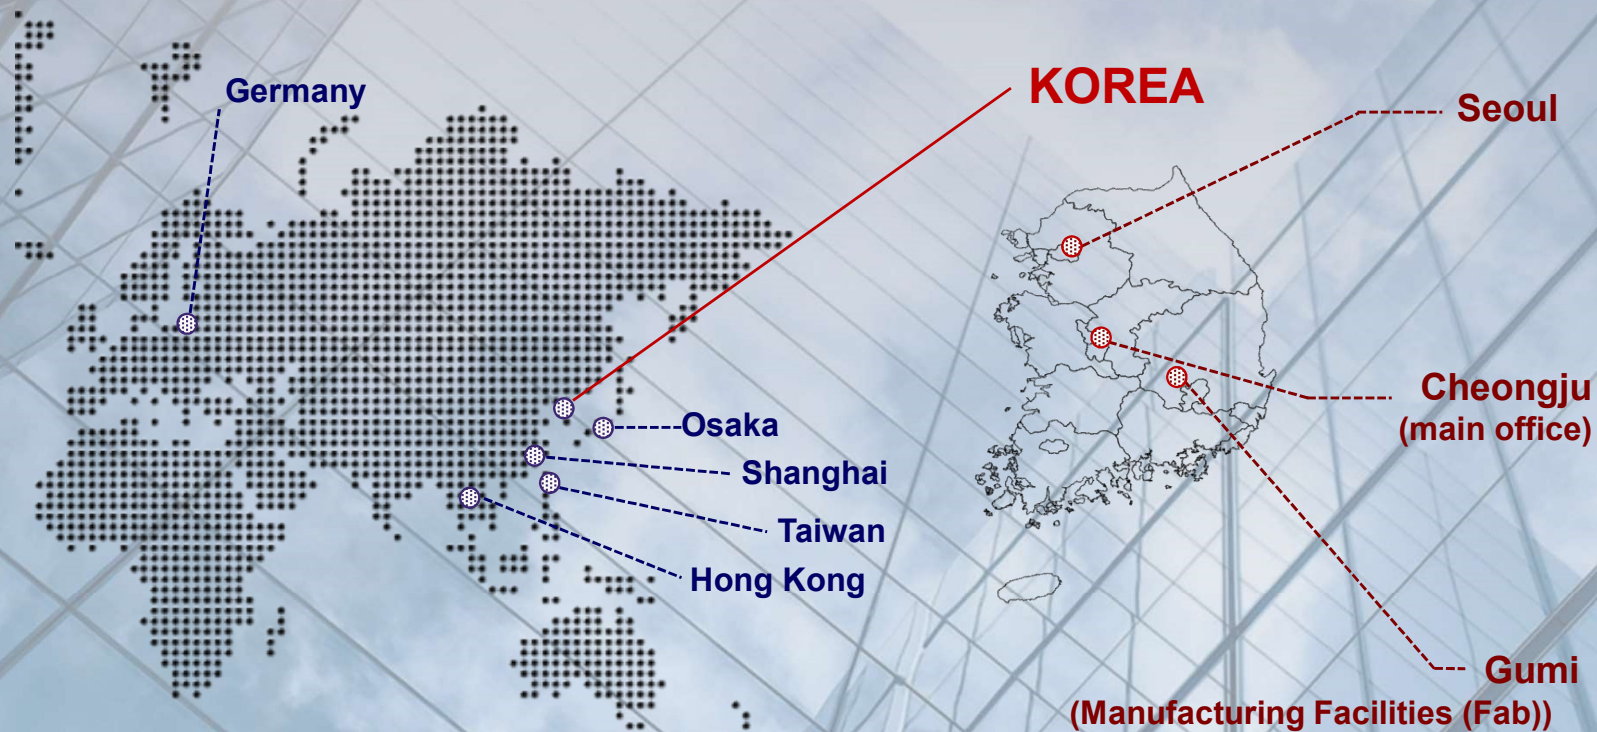 Germany
KOREA
Seoul
Cheongju
(main office)
Osaka
Shanghai
Taiwan
Hong Kong
Gumi
(Manufacturing Facilities (Fab))